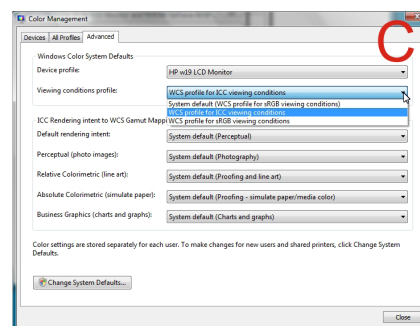 Color Management
Devices All Profiles Advanced
C
Windows Color System Defaults
Device profile: HP w19 LCD Monitor
Viewing conditions profile: WCS profile for ICC viewing conditions
System default (WCS profile for sRGB viewing conditions)
WCS profile for ICC viewing conditions
WCS profile for sRGB viewing conditions
ICC Rendering intent to WCS Gamut Mappi
Default rendering intent: System default (Perceptual)
Perceptual (photo images): System default (Photography)
Relative Colorimetric (line art): System default (Proofing and line art)
Absolute Colorimetric (simulate paper): System default (Proofing - simulate paper/media color)
Business Graphics (charts and graphs): System default (Charts and graphs)
Color settings are stored separately for each user. To make changes for new users and shared printers, click Change System
Defaults.
Change System Defaults...
Close